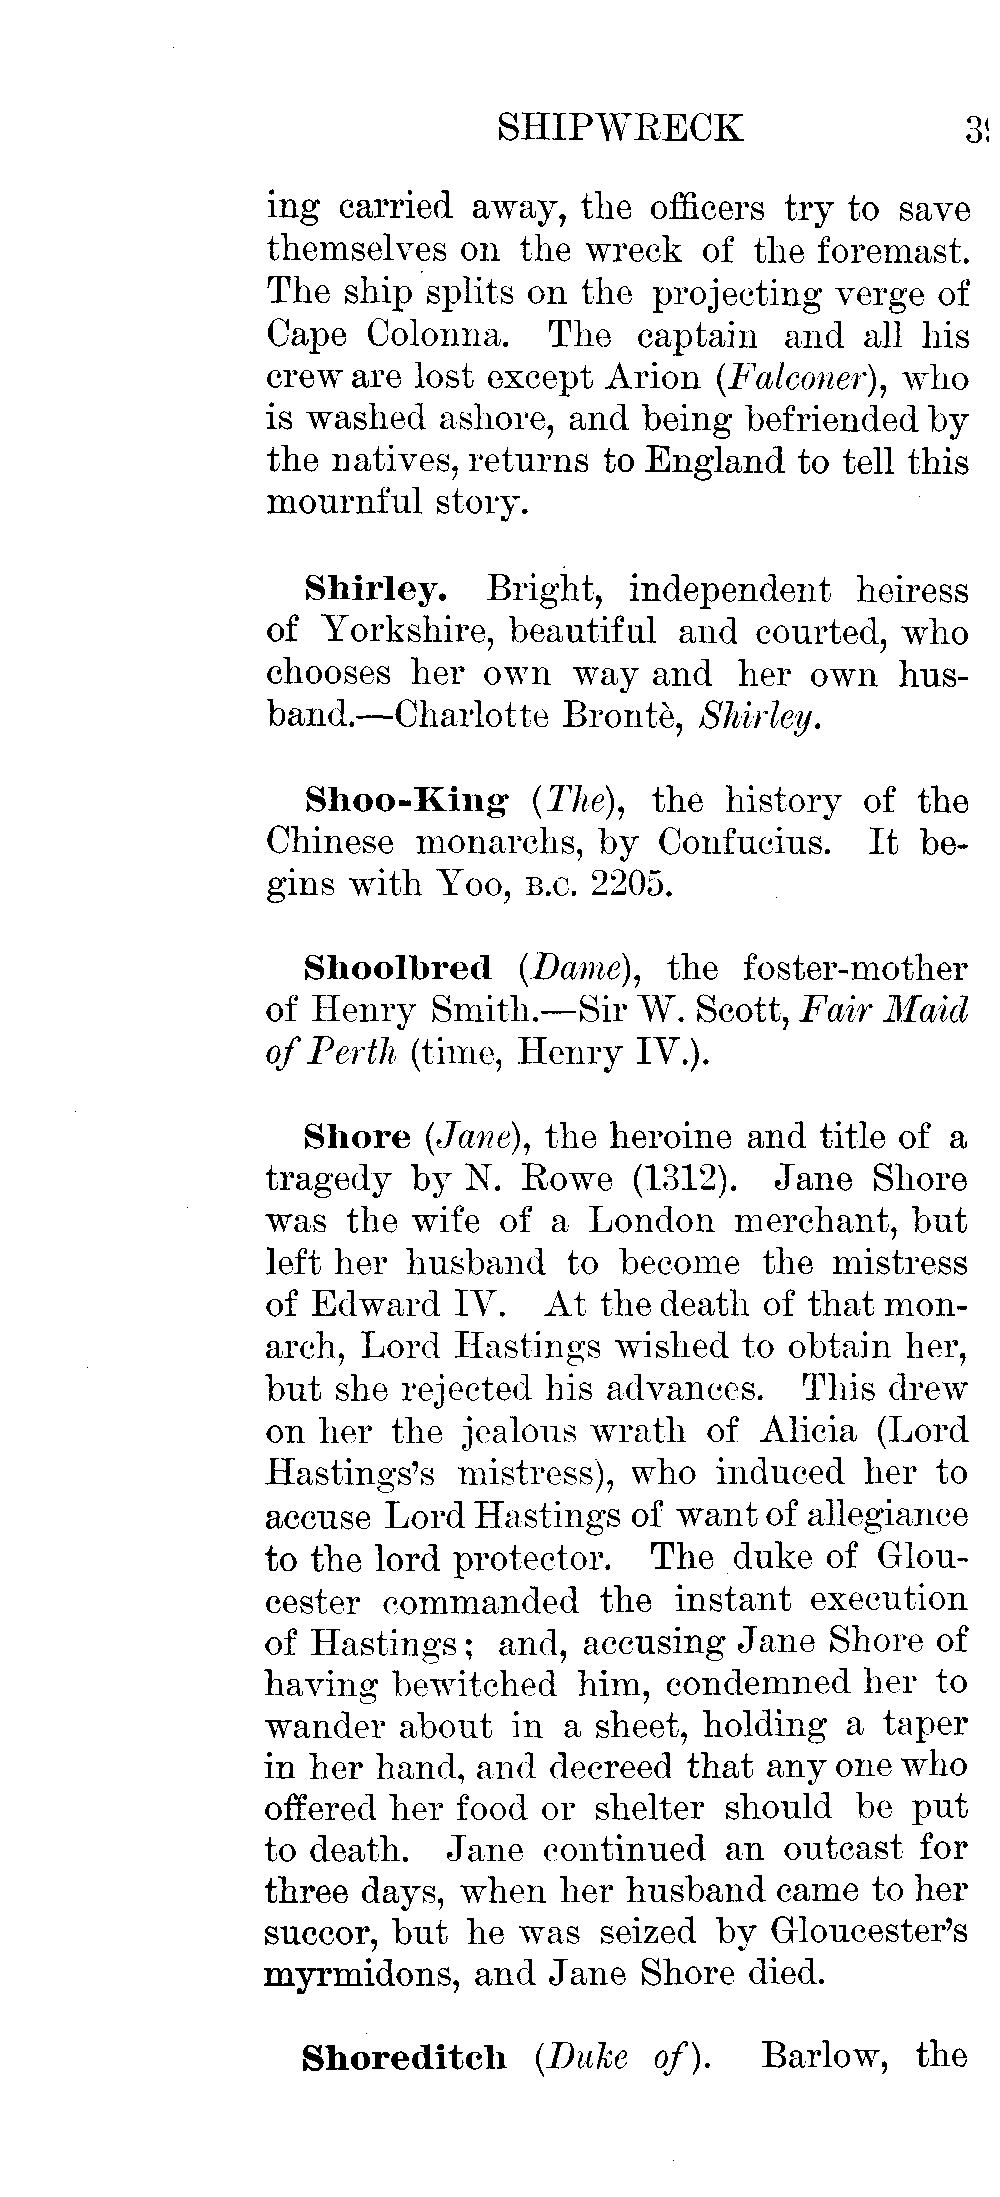 SHIPWRECK 39
ing carried away, the officers try to save
themselves on the wreck of the foremast.
The ship splits on the projecting verge of
Cape Colonna. The captain and all his
crew are lost except Arion (Falconer), who
is washed ashore, and being befriended by
the natives, returns to England to tell this
mournful story.
Shirley. Bright, independent heiress
of Yorkshire, beautiful and courted, who
chooses her own way and her own hus-
band.—Charlotte Brontè, Shirley.
Shoo-King (The), the history of the
Chinese monarchs, by Confucius. It be-
gins with Yoo, B.C. 2205.
Shoolbred (Dame), the foster-mother
of Henry Smith.—Sir W. Scott, Fair Maid
of Perth (time, Henry IV.).
Shore (Jane), the heroine and title of a
tragedy by N. Rowe (1312). Jane Shore
was the wife of a London merchant, but
left her husband to become the mistress
of Edward IV. At the death of that mon-
arch, Lord Hastings wished to obtain her,
but she rejected his advances. This drew
on her the jealous wrath of Alicia (Lord
Hastings's mistress), who induced her to
accuse Lord Hastings of want of allegiance
to the lord protector. The duke of Glou-
cester commanded the instant execution
of Hastings; and, accusing Jane Shore of
having bewitched him, condemned her to
wander about in a sheet, holding a taper
in her hand, and decreed that any one who
offered her food or shelter should be put
to death. Jane continued an outcast for
three days, when her husband came to her
succor, but he was seized by Gloucester's
myrmidons, and Jane Shore died.
Shoreditch (Duke of). Barlow, the